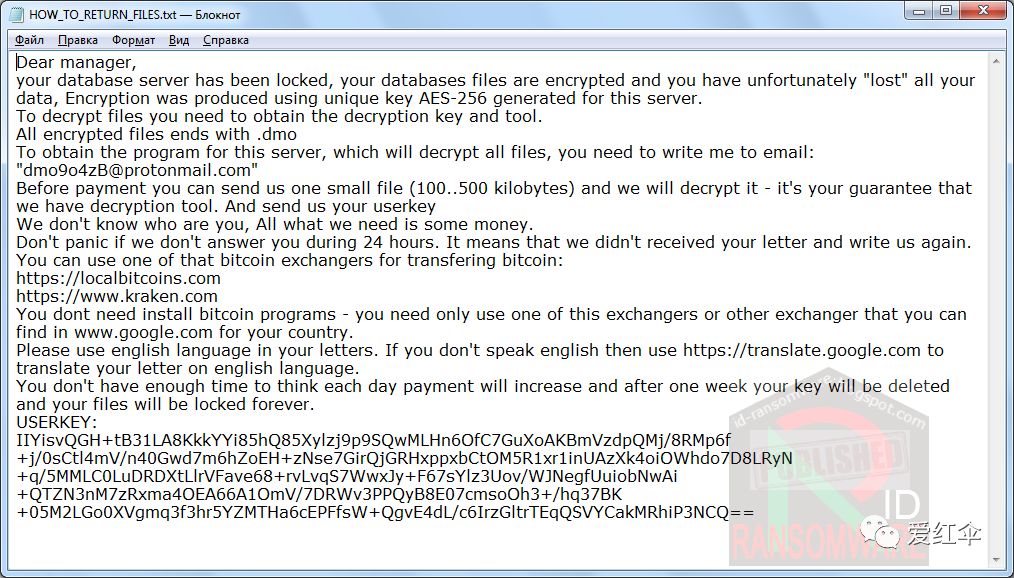 HOW_TO_RETURN_FILES.txt — Блокнот
Файл Правка Формат Вид Справка
Dear manager,
your database server has been locked, your databases files are encrypted and you have unfortunately "lost" all your
data, Encryption was produced using unique key AES-256 generated for this server.
To decrypt files you need to obtain the decryption key and tool.
All encrypted files ends with .dmo
To obtain the program for this server, which will decrypt all files, you need to write me to email:
"dmo9o4zB@protonmail.com"
Before payment you can send us one small file (100..500 kilobytes) and we will decrypt it - it's your guarantee that
we have decryption tool. And send us your userkey
We don't know who are you, All what we need is some money.
Don't panic if we don't answer you during 24 hours. It means that we didn't received your letter and write us again.
You can use one of that bitcoin exchangers for transfering bitcoin:
https://localbitcoins.com
https://www.kraken.com
You dont need install bitcoin programs - you need only use one of this exchangers or other exchanger that you can
find in www.google.com for your country.
Please use english language in your letters. If you don't speak english then use https://translate.google.com to
translate your letter on english language.
You don't have enough time to think each day payment will increase and after one week your key will be deleted
and your files will be locked forever.
USERKEY:
IIYisvQGH+tB31LA8KkkYYi85hQ85Xylzj9p9SQwMLHn6OfC7GuXoAKBmVzdpQMj/8RMp6f
+j/0sCtl4mV/n40Gwd7m6hZoEH+zNse7GirQjGRHxppxbCtOM5R1xr1inUAzXk4oiOWhdo7D8LRyN
+q/5MMLC0LuDRDXtLlrVFave68+rvLvqS7WwxJy+F67sYlz3Uov/WJNegfUuiobNwAi
+QTZN3nM7zRxma4OEA66A1OmV/7DRWv3PPQyB8E07cmsoOh3+/hq37BK
+05M2LGo0XVgmq3f3hr5YZMTHa6cEPFfsW+QgvE4dL/c6IrzGltrTEqQSVYCakMRhiP3NCQ==
id-ransomware.blogspot.com
PUBLISHED
ID
RANSOMWARE
爱红伞